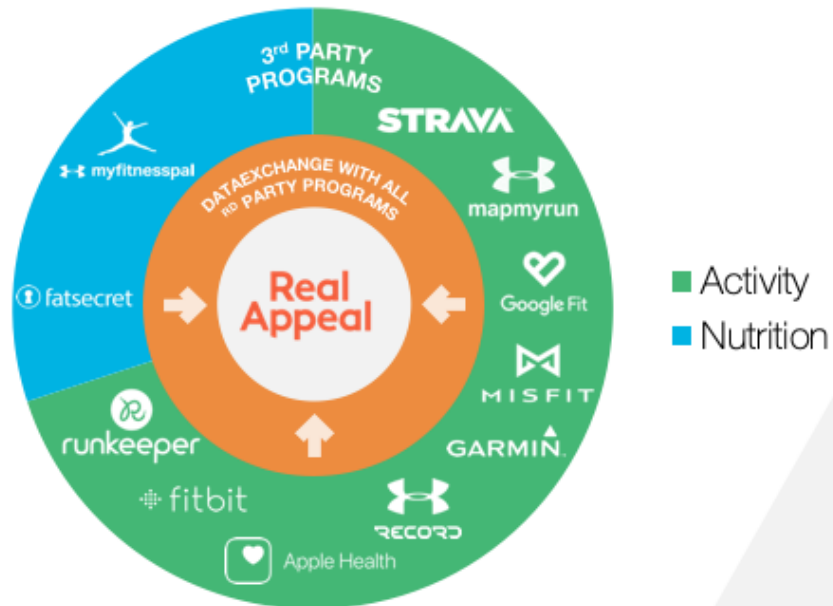 3rd PARTY
PROGRAMS
STRAVA™
mapmyrun
Google Fit
MISFIT
GARMIN.
RECORD
Apple Health
fitbit
runkeeper
fatsecret
myfitnesspal
DATAEXCHANGE WITH ALL
RD PARTY PROGRAMS
Real
Appeal
Activity
Nutrition